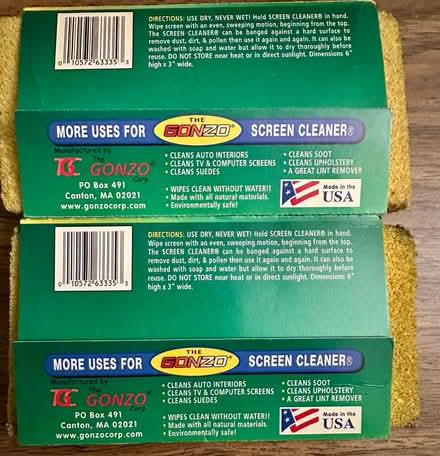 DIRECTIONS: USE DRY, NEVER WET! Hold SCREEN CLEANER® in hand.
Wipe screen with an even, sweeping motion, beginning from the top.
The SCREEN CLEANER® can be banged against a hard surface to
remove dust, dirt, & pollen then use it again and again. It can also be
washed with soap and water but allow it to dry thoroughly before
reuse. DO NOT STORE near heat or in direct sunlight. Dimensions 6"
high x 3" wide.
0 10572 63335 3
MORE USES FOR THE GONZO® SCREEN CLEANER®
Manufactured by
The
GONZO®
Corp.
PO Box 491
Canton, MA 02021
www.gonzocorp.com
• CLEANS AUTO INTERIORS
• CLEANS TV & COMPUTER SCREENS
• CLEANS SUEDES
• CLEANS SOOT
• CLEANS UPHOLSTERY
• A GREAT LINT REMOVER
• WIPES CLEAN WITHOUT WATER!!
• Made with all natural materials.
• Environmentally safe!
Made in the
USA
DIRECTIONS: USE DRY, NEVER WET! Hold SCREEN CLEANER® in hand.
Wipe screen with an even, sweeping motion, beginning from the top.
The SCREEN CLEANER® can be banged against a hard surface to
remove dust, dirt, & pollen then use it again and again. It can also be
washed with soap and water but allow it to dry thoroughly before
reuse. DO NOT STORE near heat or in direct sunlight. Dimensions 6"
high x 3" wide.
0 10572 63335 3
MORE USES FOR THE GONZO® SCREEN CLEANER®
Manufactured by
The
GONZO®
Corp.
PO Box 491
Canton, MA 02021
www.gonzocorp.com
• CLEANS AUTO INTERIORS
• CLEANS TV & COMPUTER SCREENS
• CLEANS SUEDES
• CLEANS SOOT
• CLEANS UPHOLSTERY
• A GREAT LINT REMOVER
• WIPES CLEAN WITHOUT WATER!!
• Made with all natural materials.
• Environmentally safe!
Made in the
USA